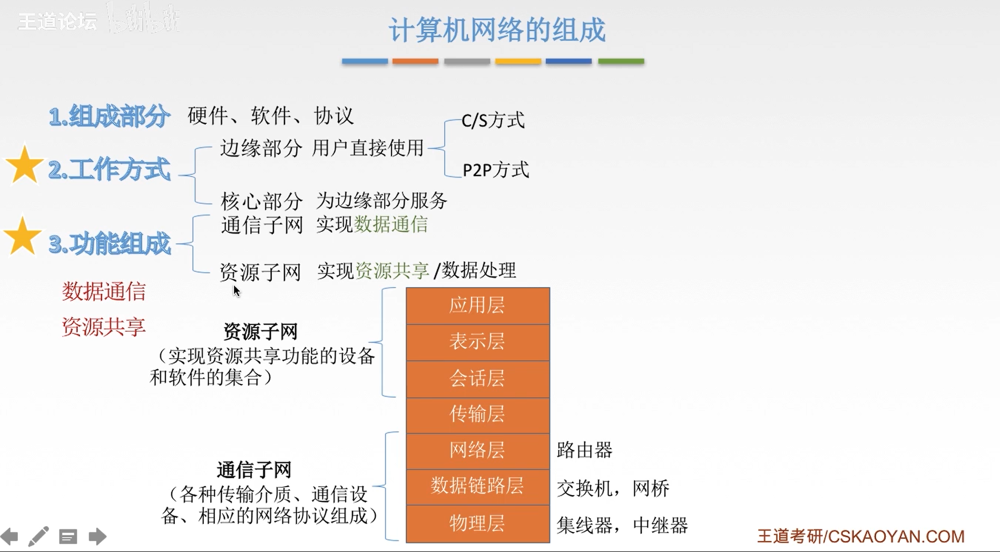 王道论坛 bilibili
计算机网络的组成
1.组成部分 硬件、软件、协议
C/S方式
边缘部分 用户直接使用
2.工作方式
P2P方式
核心部分 为边缘部分服务
通信子网 实现数据通信
3.功能组成
资源子网 实现资源共享/数据处理
数据通信
资源共享
资源子网
（实现资源共享功能的设备
和软件的集合）
应用层
表示层
会话层
传输层
网络层 路由器
通信子网
（各种传输介质、通信设
备、相应的网络协议组成）
数据链路层 交换机，网桥
物理层 集线器，中继器
王道考研/CSKAOYAN.COM